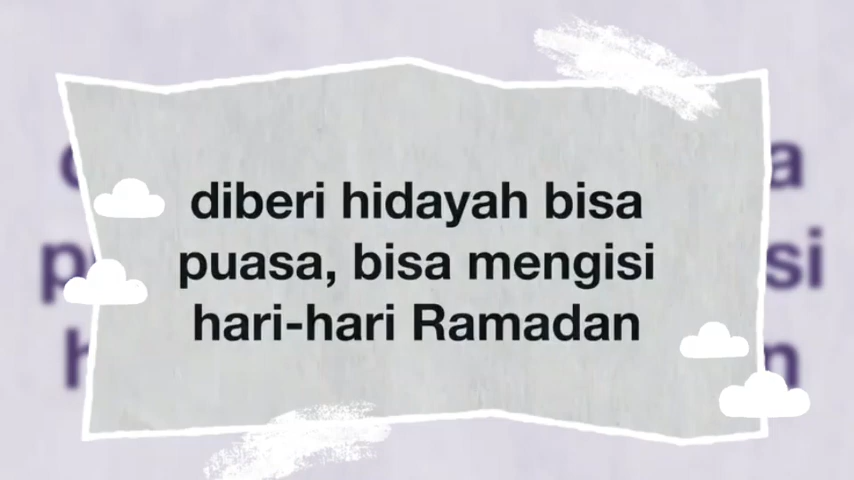 diberi hidayah bisa
puasa, bisa mengisi
hari-hari Ramadan